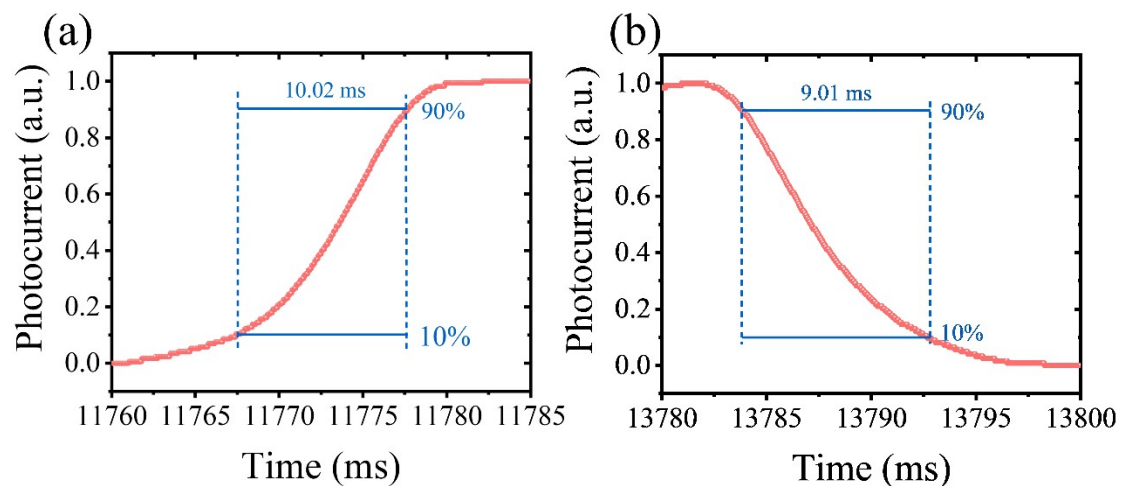 (a)
Photocurrent (a.u.)
1.0
0.8
0.6
0.4
0.2
0.0
10.02 ms
90%
10%
11760 11765 11770 11775 11780 11785
Time (ms)
(b)
Photocurrent (a.u.)
1.0
0.8
0.6
0.4
0.2
0.0
9.01 ms
90%
10%
13780 13785 13790 13795 13800
Time (ms)